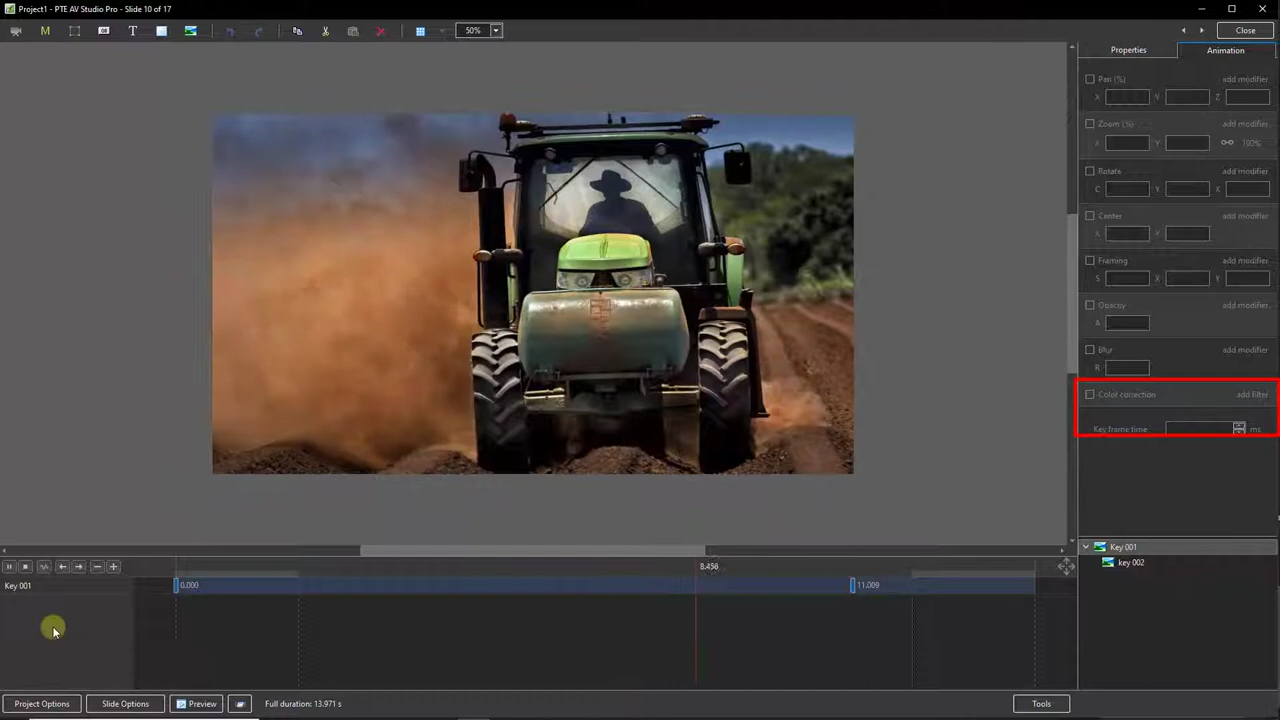 Project1 - PTE AV Studio Pro - Slide 10 of 17
M T OK 50% Close
Properties Animation
Pan (%) add modifier
X Y Z
Zoom (%) add modifier
X Y 100%
Rotate add modifier
C Y X
Center add modifier
X Y
Framing add modifier
S X Y
Opacity add modifier
A
Blur add modifier
R
Color correction add filter
Key frame time ms
Key 001
key 002
8.456
Key 001 0.000 11.009
Project Options Slide Options Preview Full duration: 13.971 s Tools